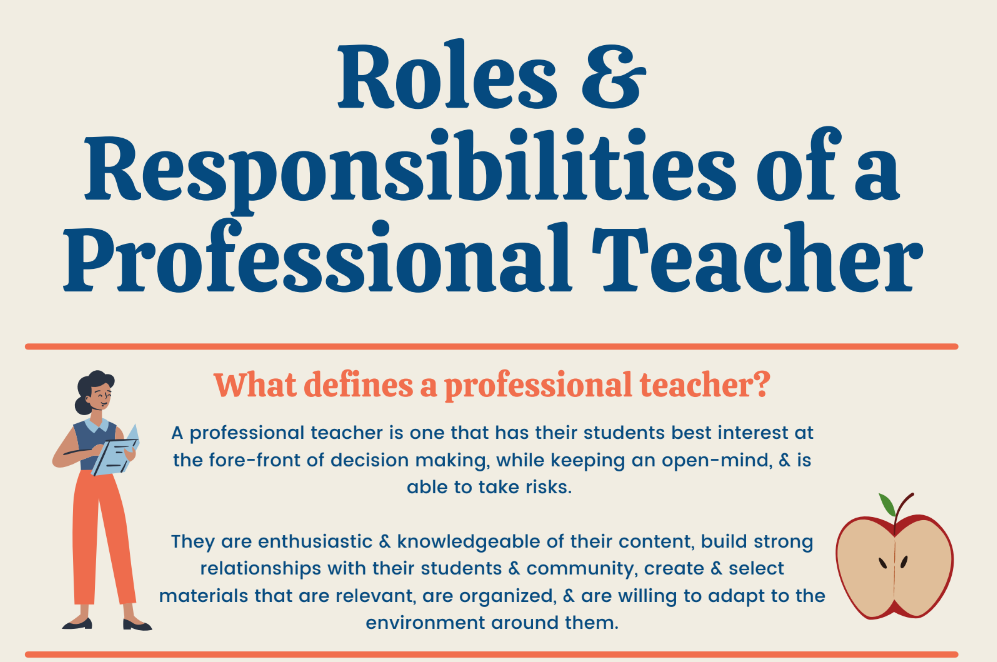 Roles &
Responsibilities of a
Professional Teacher
What defines a professional teacher?
A professional teacher is one that has their students best interest at
the fore-front of decision making, while keeping an open-mind, & is
able to take risks.
They are enthusiastic & knowledgeable of their content, build strong
relationships with their students & community, create & select
materials that are relevant, are organized, & are willing to adapt to the
environment around them.